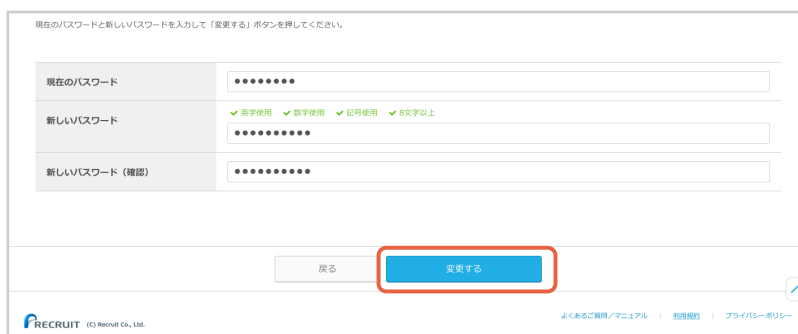 現在のパスワードと新しいパスワードを入力して「変更する」ボタンを押してください。
現在のパスワード
●●●●●●●●
新しいパスワード
✔ 英字使用 ✔ 数字使用 ✔ 記号使用 ✔ 8文字以上
●●●●●●●●●●
新しいパスワード（確認）
●●●●●●●●●●
戻る
変更する
RECRUIT (C) Recruit Co., Ltd.
よくあるご質問／マニュアル | 利用規約 | プライバシーポリシー